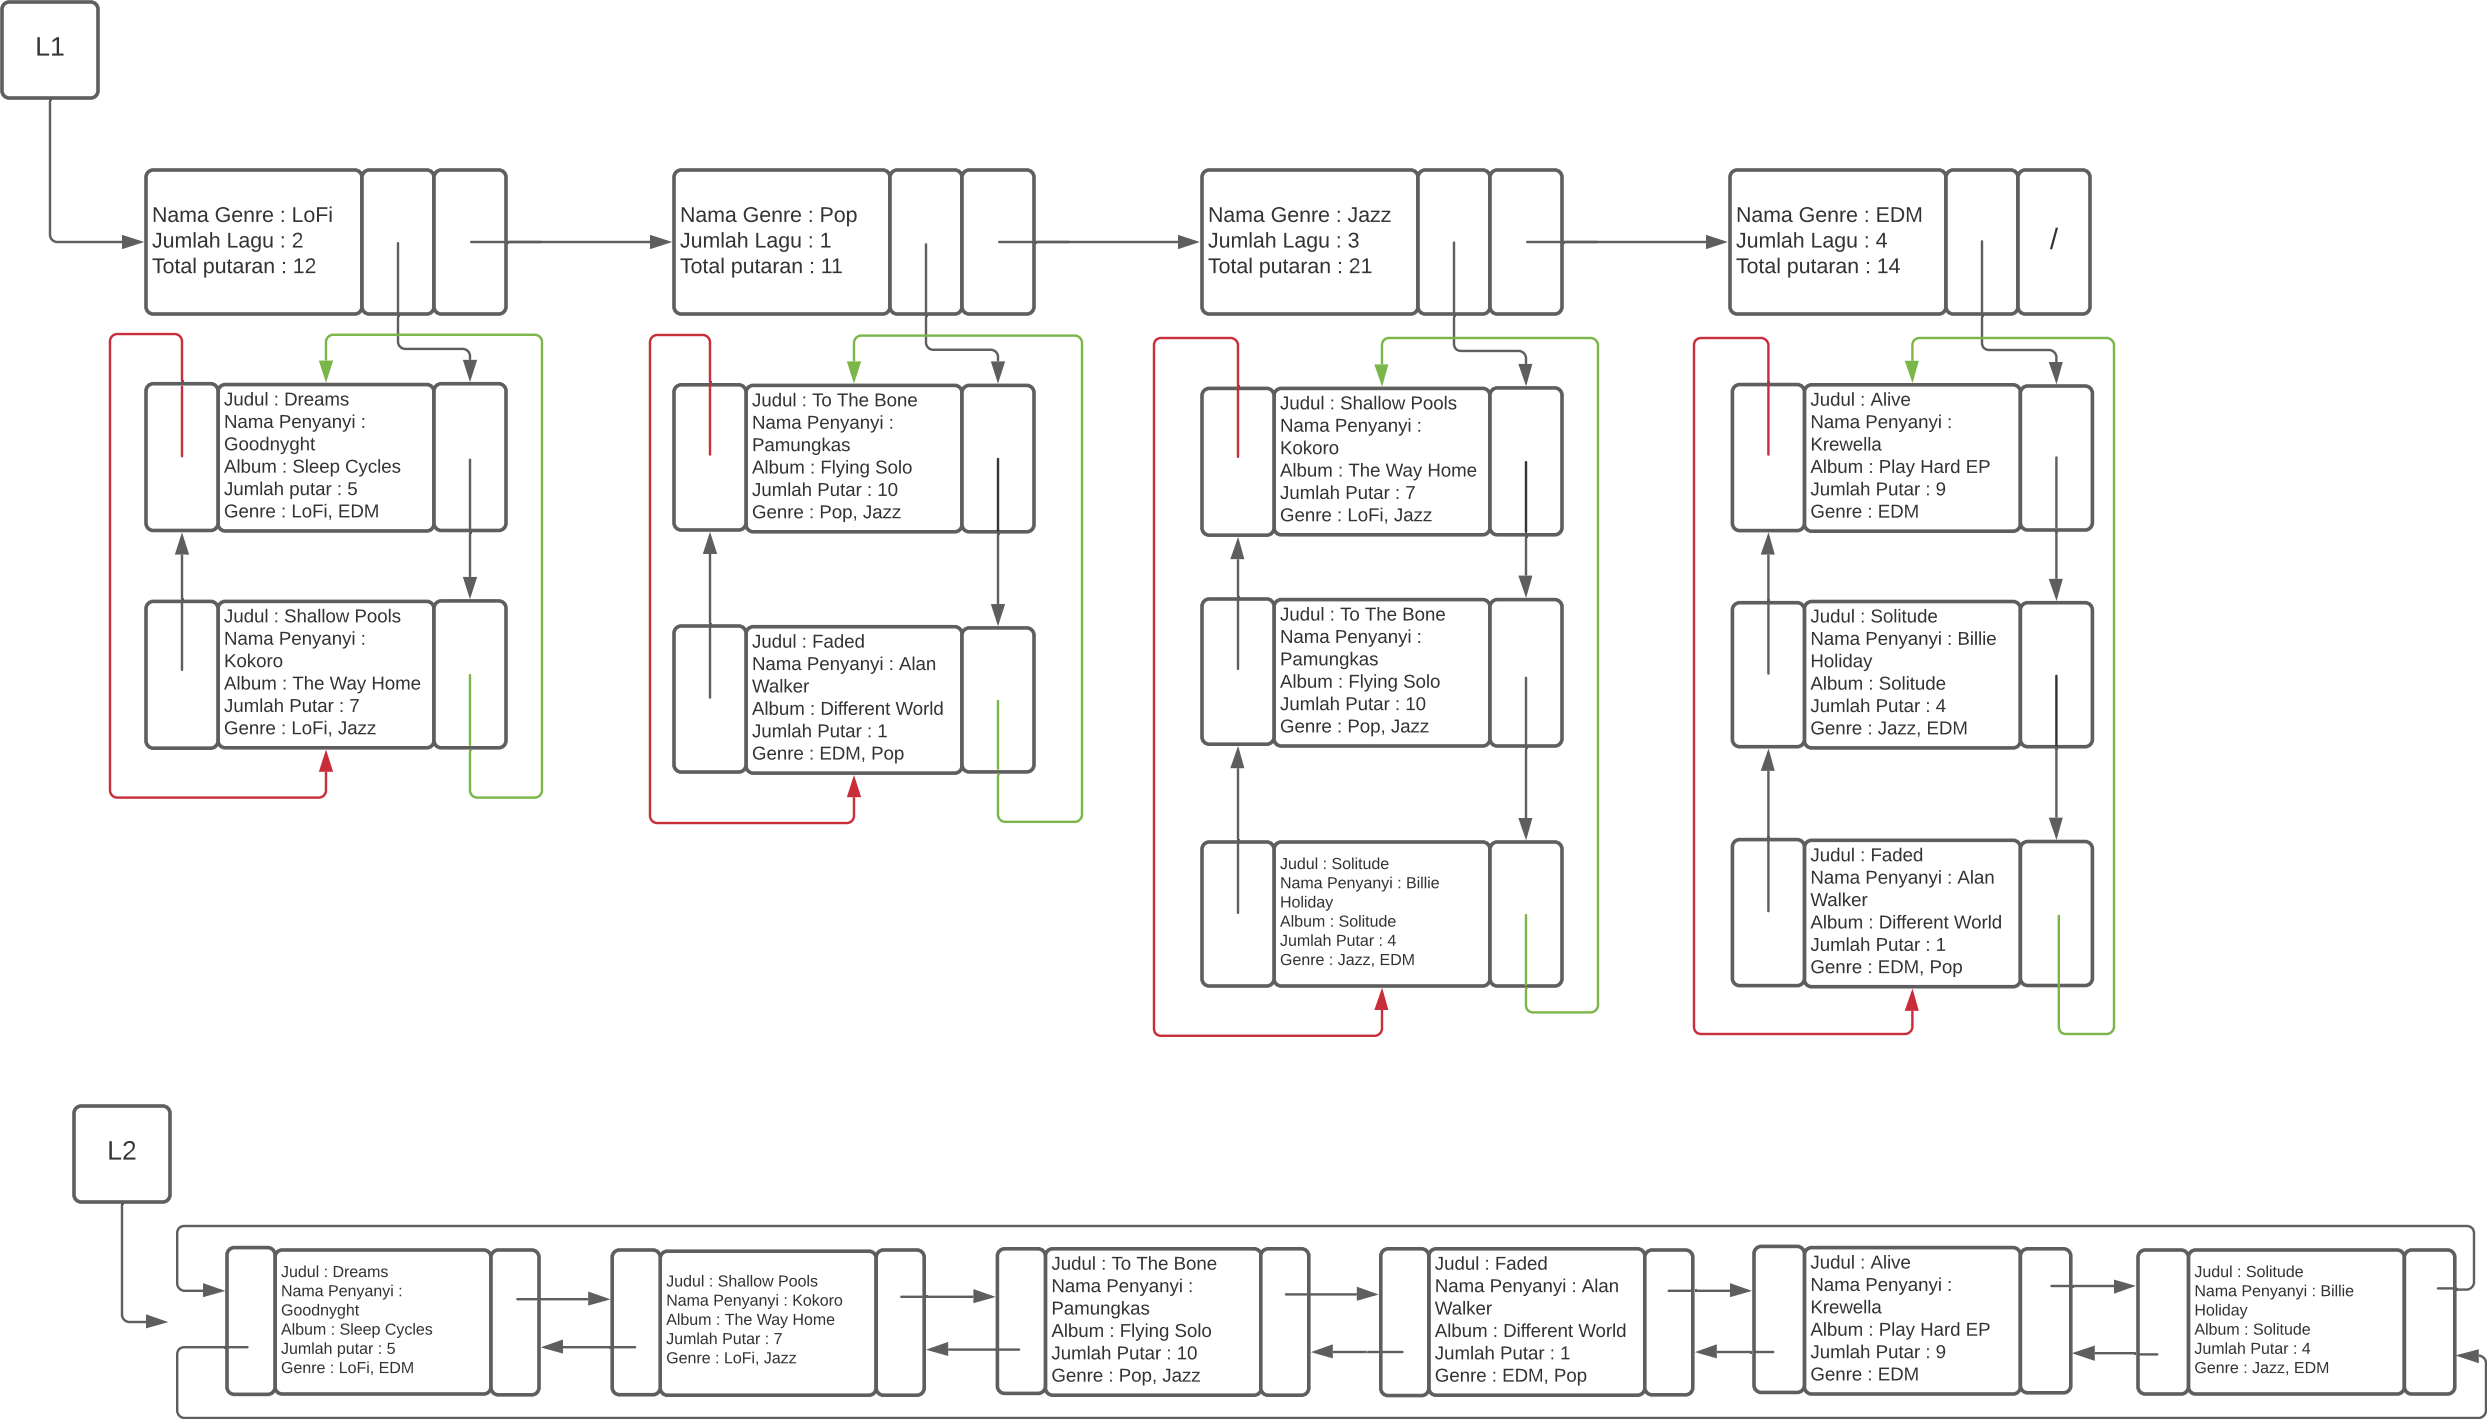 L1
Nama Genre : LoFi
Jumlah Lagu : 2
Total putaran : 12
Nama Genre : Pop
Jumlah Lagu : 1
Total putaran : 11
Nama Genre : Jazz
Jumlah Lagu : 3
Total putaran : 21
Nama Genre : EDM
Jumlah Lagu : 4
Total putaran : 14
/
Judul : Dreams
Nama Penyanyi :
Goodnyght
Album : Sleep Cycles
Jumlah putar : 5
Genre : LoFi, EDM
Judul : Shallow Pools
Nama Penyanyi :
Kokoro
Album : The Way Home
Jumlah Putar : 7
Genre : LoFi, Jazz
Judul : To The Bone
Nama Penyanyi :
Pamungkas
Album : Flying Solo
Jumlah Putar : 10
Genre : Pop, Jazz
Judul : Faded
Nama Penyanyi : Alan
Walker
Album : Different World
Jumlah Putar : 1
Genre : EDM, Pop
Judul : Shallow Pools
Nama Penyanyi :
Kokoro
Album : The Way Home
Jumlah Putar : 7
Genre : LoFi, Jazz
Judul : To The Bone
Nama Penyanyi :
Pamungkas
Album : Flying Solo
Jumlah Putar : 10
Genre : Pop, Jazz
Judul : Solitude
Nama Penyanyi : Billie
Holiday
Album : Solitude
Jumlah Putar : 4
Genre : Jazz, EDM
Judul : Alive
Nama Penyanyi :
Krewella
Album : Play Hard EP
Jumlah Putar : 9
Genre : EDM
Judul : Solitude
Nama Penyanyi : Billie
Holiday
Album : Solitude
Jumlah Putar : 4
Genre : Jazz, EDM
Judul : Faded
Nama Penyanyi : Alan
Walker
Album : Different World
Jumlah Putar : 1
Genre : EDM, Pop
L2
Judul : Dreams
Nama Penyanyi :
Goodnyght
Album : Sleep Cycles
Jumlah putar : 5
Genre : LoFi, EDM
Judul : Shallow Pools
Nama Penyanyi : Kokoro
Album : The Way Home
Jumlah Putar : 7
Genre : LoFi, Jazz
Judul : To The Bone
Nama Penyanyi :
Pamungkas
Album : Flying Solo
Jumlah Putar : 10
Genre : Pop, Jazz
Judul : Faded
Nama Penyanyi : Alan
Walker
Album : Different World
Jumlah Putar : 1
Genre : EDM, Pop
Judul : Alive
Nama Penyanyi :
Krewella
Album : Play Hard EP
Jumlah Putar : 9
Genre : EDM
Judul : Solitude
Nama Penyanyi : Billie
Holiday
Album : Solitude
Jumlah Putar : 4
Genre : Jazz, EDM